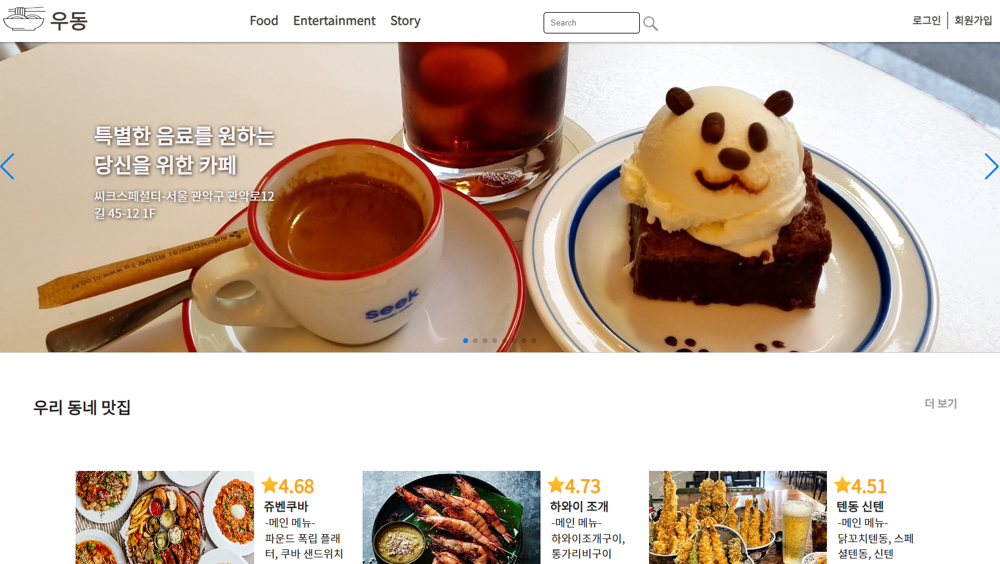 우동
Food Entertainment Story
Search
로그인 회원가입
특별한 음료를 원하는
당신을 위한 카페
씨크스페셜티-서울 관악구 관악로12
길 45-12 1F
www.cj.co.kr
seek
우리 동네 맛집
더 보기
4.68
쥬벤쿠바
-메인 메뉴-
파운드 폭립 플래
터, 쿠바 샌드위치
4.73
하와이 조개
-메인 메뉴-
하와이조개구이,
통가리비구이
4.51
텐동 신텐
-메인 메뉴-
닭꼬치텐동, 스페
셜텐동, 신텐